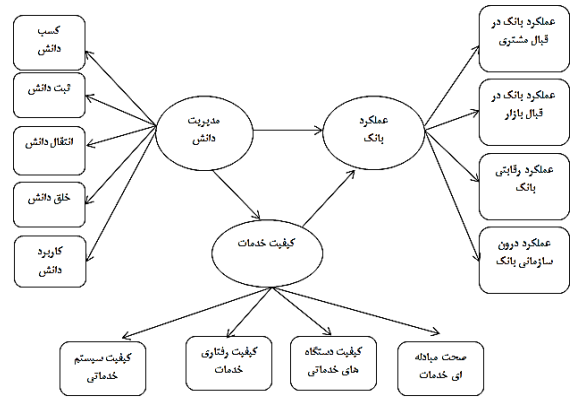 کسب
دانش
ثبت دانش
انتقال دانش
خلق دانش
کاربرد
دانش
مدیریت
دانش
عملکرد
بانک
کیفیت خدمات
عملکرد بانک در
قبال مشتری
عملکرد بانک در
قبال بازار
عملکرد رقابتی
بانک
عملکرد درون
سازمانی بانک
صحت مبادله
ای خدمات
کیفیت دستگاه
های خدماتی
کیفیت رفتاری
خدمات
کیفیت سیستم
خدماتی